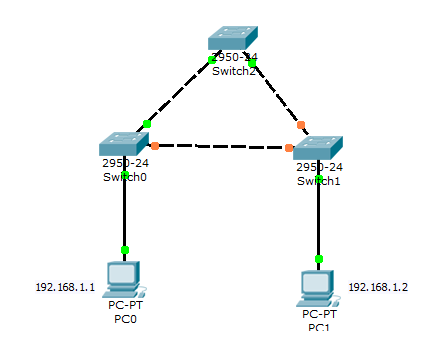 2950-24
Switch2
2950-24
Switch0
2950-24
Switch1
192.168.1.1
PC-PT
PC0
192.168.1.2
PC-PT
PC1